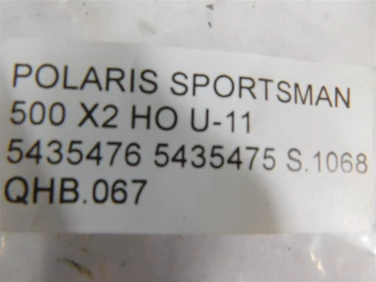 POLARIS SPORTSMAN
500 X2 HO U-11
5435476 5435475 S.1068
QHB.067